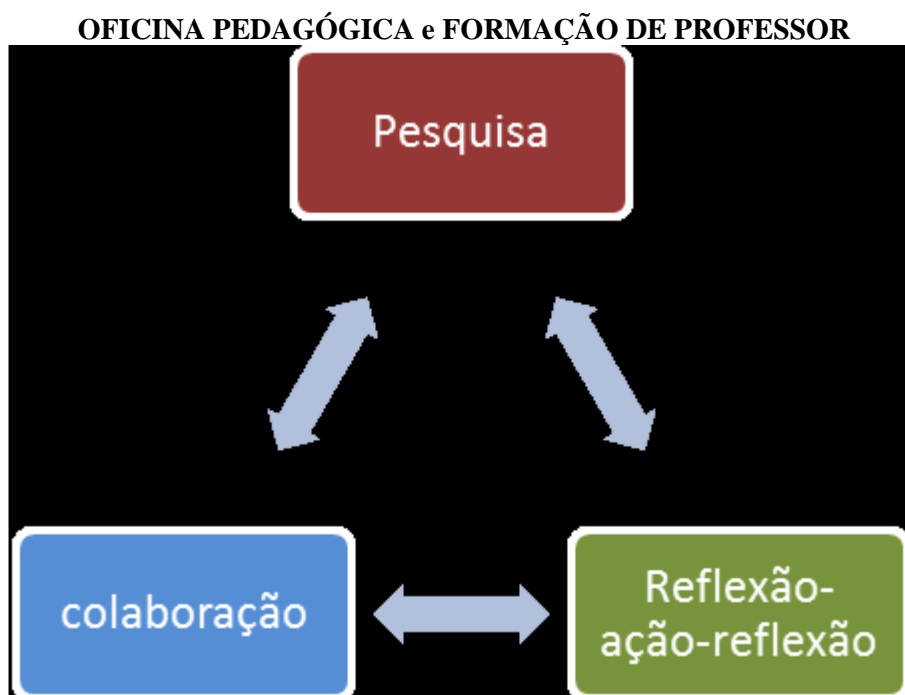 OFICINA PEDAGÓGICA e FORMAÇÃO DE PROFESSOR
Pesquisa
colaboração
Reflexão-
ação-reflexão